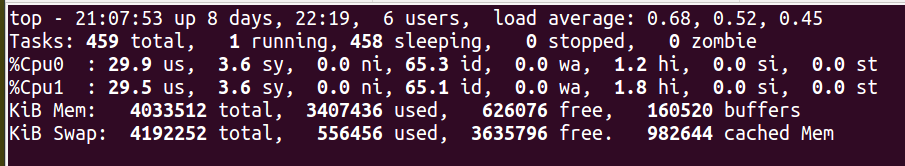 top - 21:07:53 up 8 days, 22:19,  6 users,  load average: 0.68, 0.52, 0.45
Tasks: 459 total,   1 running, 458 sleeping,   0 stopped,   0 zombie
%Cpu0  : 29.9 us,  3.6 sy,  0.0 ni, 65.3 id,  0.0 wa,  1.2 hi,  0.0 si,  0.0 st
%Cpu1  : 29.5 us,  3.6 sy,  0.0 ni, 65.1 id,  0.0 wa,  1.8 hi,  0.0 si,  0.0 st
KiB Mem:   4033512 total,  3407436 used,   626076 free,   160520 buffers
KiB Swap:  4192252 total,   556456 used,  3635796 free.   982644 cached Mem